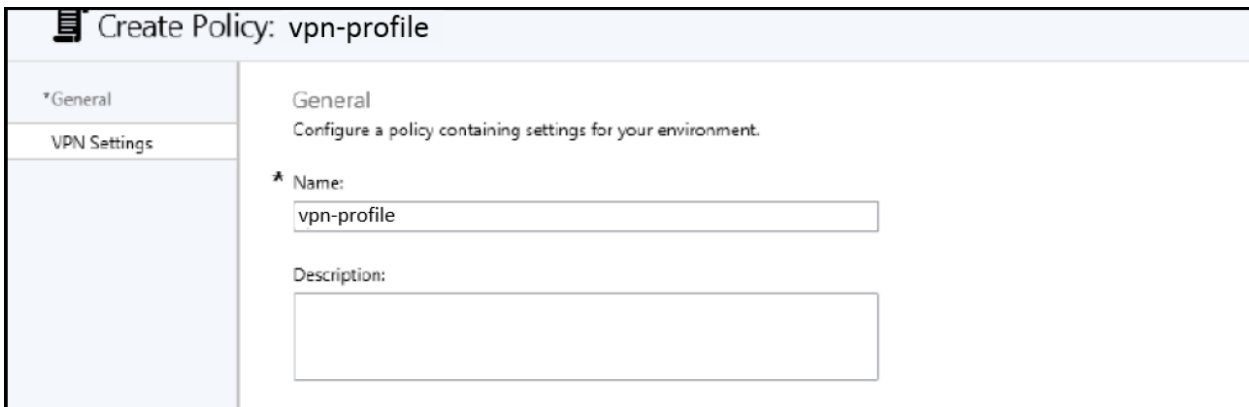 Create Policy: vpn-profile
*General
VPN Settings
General
Configure a policy containing settings for your environment.
* Name:
vpn-profile
Description: